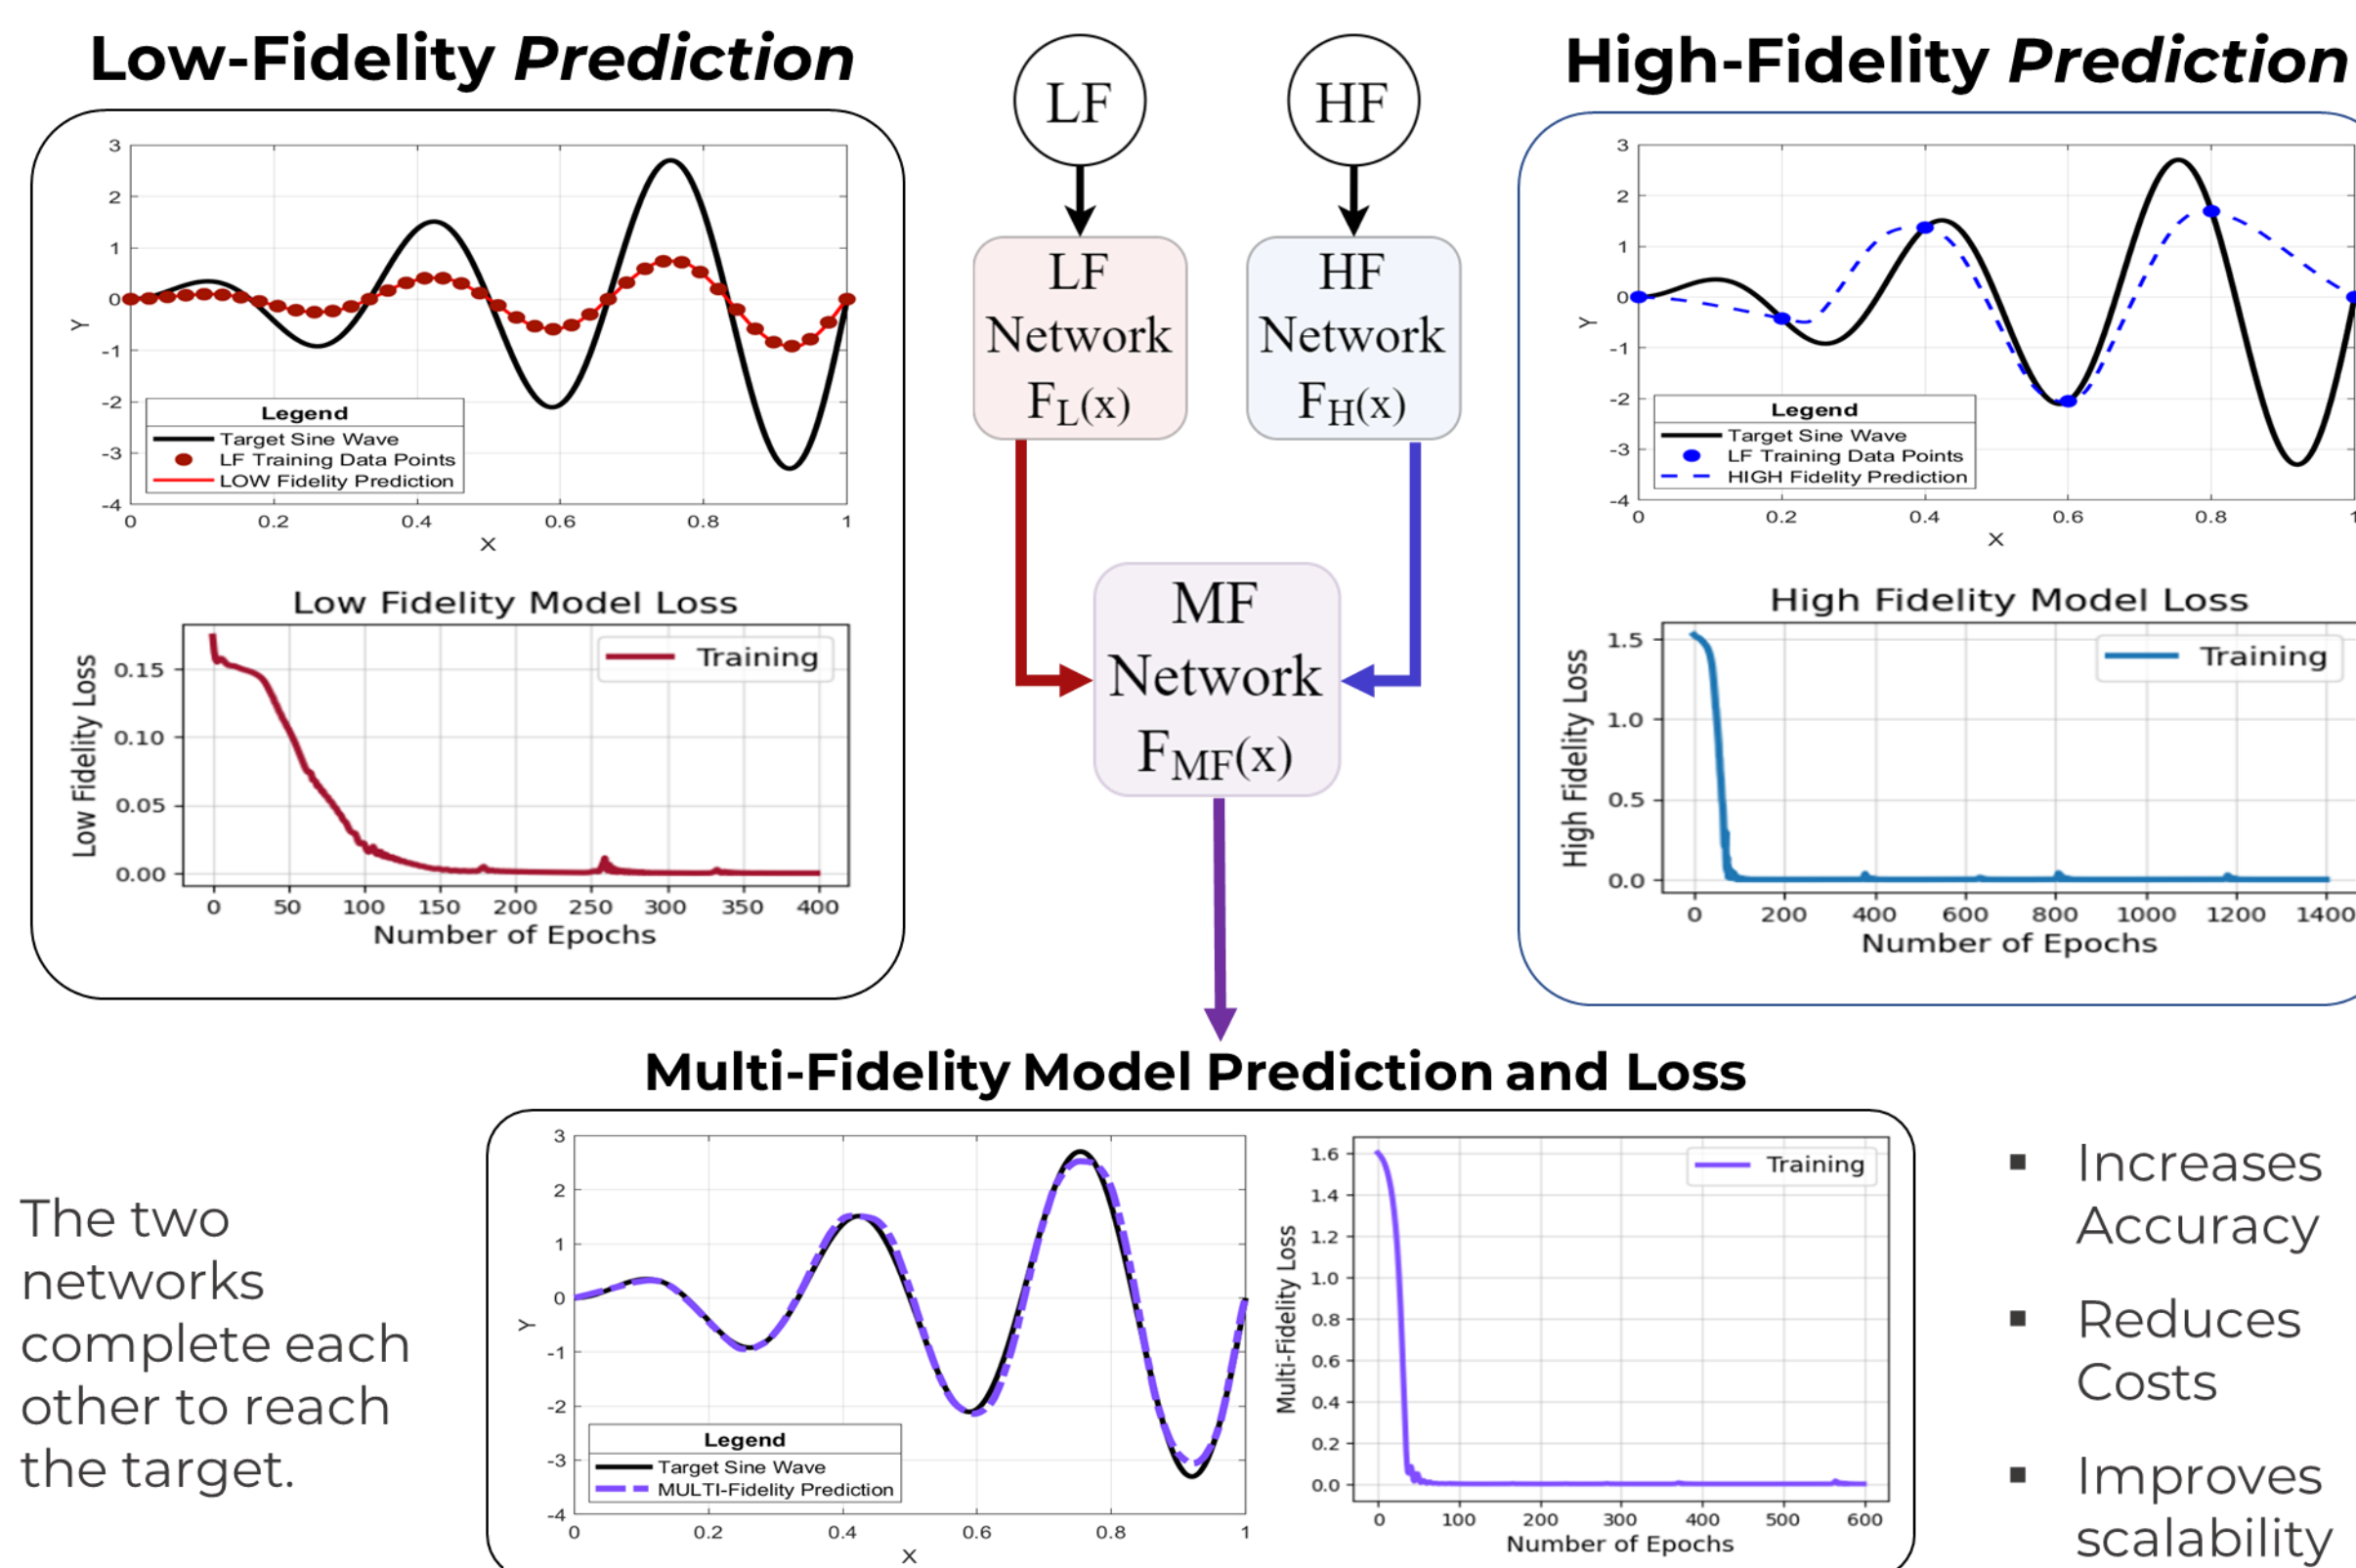 Low-Fidelity Prediction
3
2
1
0
-1
-2
-3
-4
Y
0 0.2 0.4 0.6 0.8 1
X
Legend
Target Sine Wave
LF Training Data Points
LOW Fidelity Prediction
Low Fidelity Model Loss
Low Fidelity Loss
0.15
0.10
0.05
0.00
Training
0 50 100 150 200 250 300 350 400
Number of Epochs
LF
HF
LF
Network
FL(x)
HF
Network
FH(x)
MF
Network
FMF(x)
High-Fidelity Prediction
3
2
1
0
-1
-2
-3
-4
Y
0 0.2 0.4 0.6 0.8 1
X
Legend
Target Sine Wave
LF Training Data Points
HIGH Fidelity Prediction
High Fidelity Model Loss
High Fidelity Loss
1.5
1.0
0.5
0.0
Training
0 200 400 600 800 1000 1200 1400
Number of Epochs
Multi-Fidelity Model Prediction and Loss
The two
networks
complete each
other to reach
the target.
3
2
1
0
-1
-2
-3
-4
Y
0 0.2 0.4 0.6 0.8 1
X
Legend
Target Sine Wave
MULTI-Fidelity Prediction
Multi-Fidelity Loss
1.6
1.4
1.2
1.0
0.8
0.6
0.4
0.2
0.0
Training
0 100 200 300 400 500 600
Number of Epochs
▪ Increases
Accuracy
▪ Reduces
Costs
▪ Improves
scalability